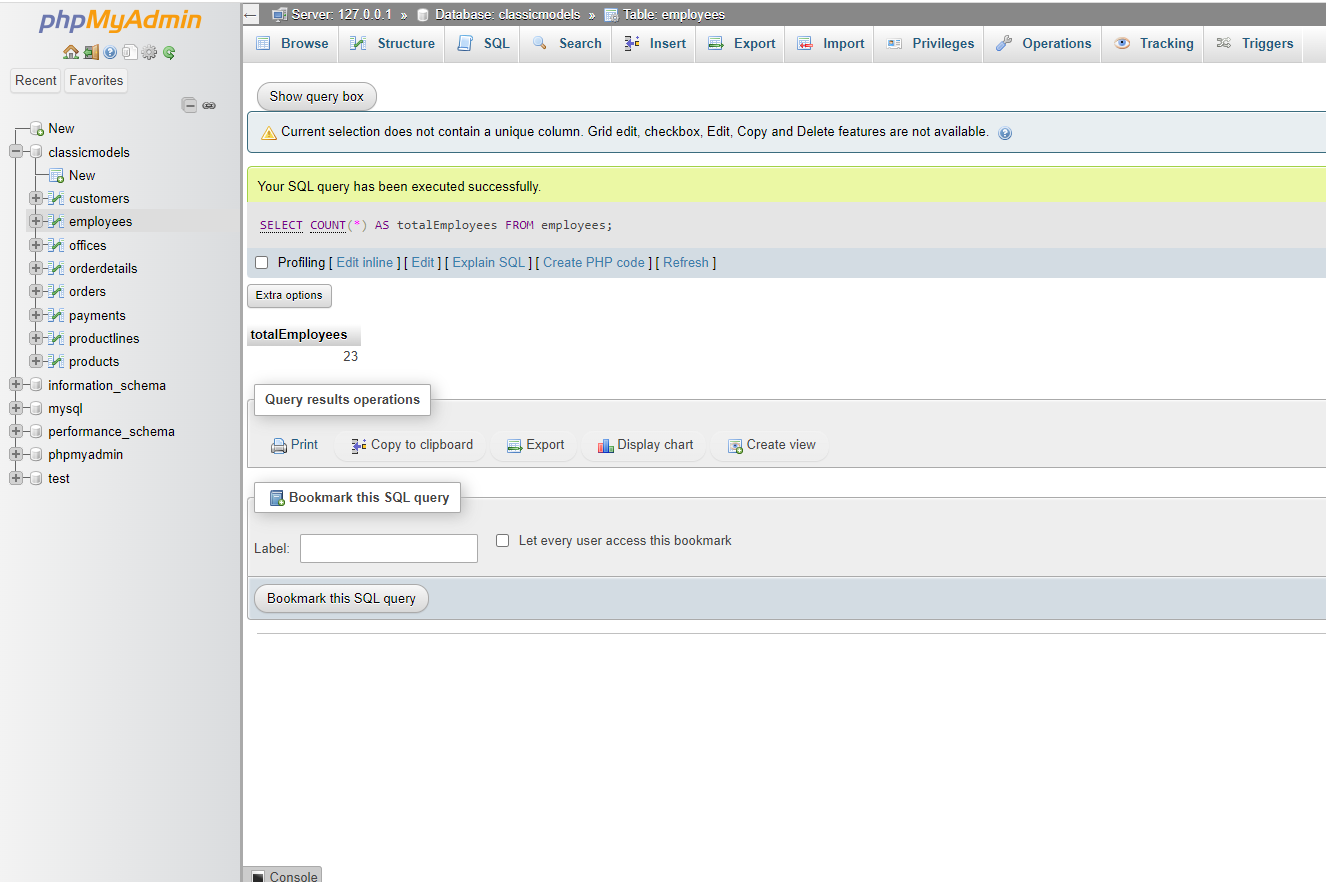 phpMyAdmin
Recent Favorites
New
classicmodels
New
customers
employees
offices
orderdetails
orders
payments
productlines
products
information_schema
mysql
performance_schema
phpmyadmin
test
Server: 127.0.0.1 » Database: classicmodels » Table: employees
Browse Structure SQL Search Insert Export Import Privileges Operations Tracking Triggers
Show query box
Current selection does not contain a unique column. Grid edit, checkbox, Edit, Copy and Delete features are not available.
Your SQL query has been executed successfully.
SELECT COUNT(*) AS totalEmployees FROM employees;
Profiling [ Edit inline ] [ Edit ] [ Explain SQL ] [ Create PHP code ] [ Refresh ]
Extra options
totalEmployees
23
Query results operations
Print Copy to clipboard Export Display chart Create view
Bookmark this SQL query
Label: Let every user access this bookmark
Bookmark this SQL query
Console